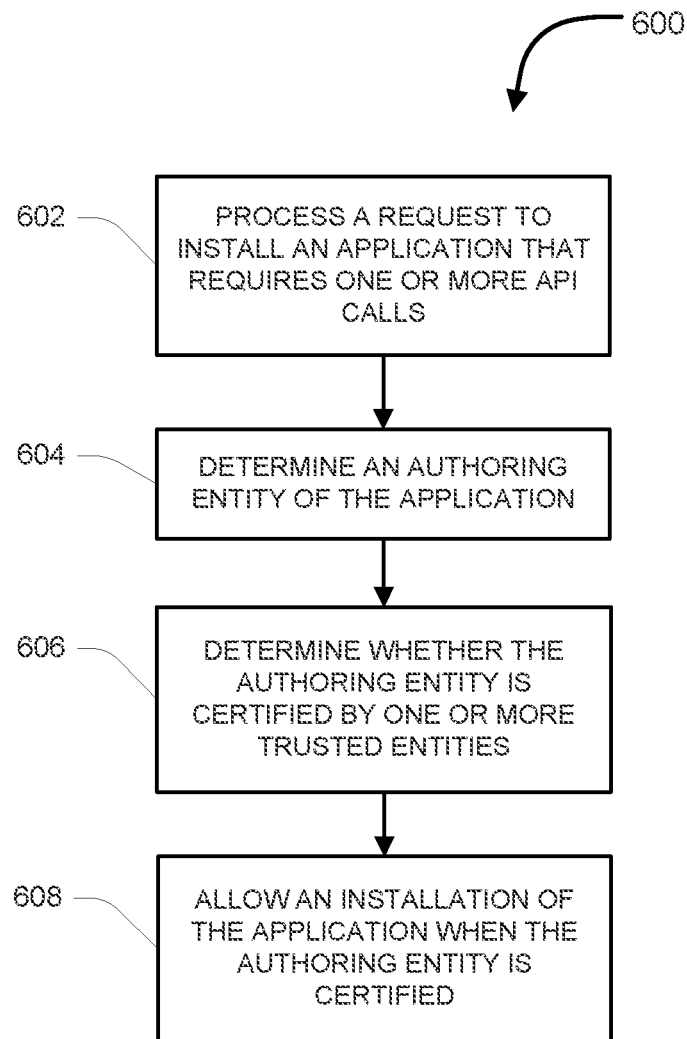 600
602
PROCESS A REQUEST TO
INSTALL AN APPLICATION THAT
REQUIRES ONE OR MORE API
CALLS
604
DETERMINE AN AUTHORING
ENTITY OF THE APPLICATION
606
DETERMINE WHETHER THE
AUTHORING ENTITY IS
CERTIFIED BY ONE OR MORE
TRUSTED ENTITIES
608
ALLOW AN INSTALLATION OF
THE APPLICATION WHEN THE
AUTHORING ENTITY IS
CERTIFIED